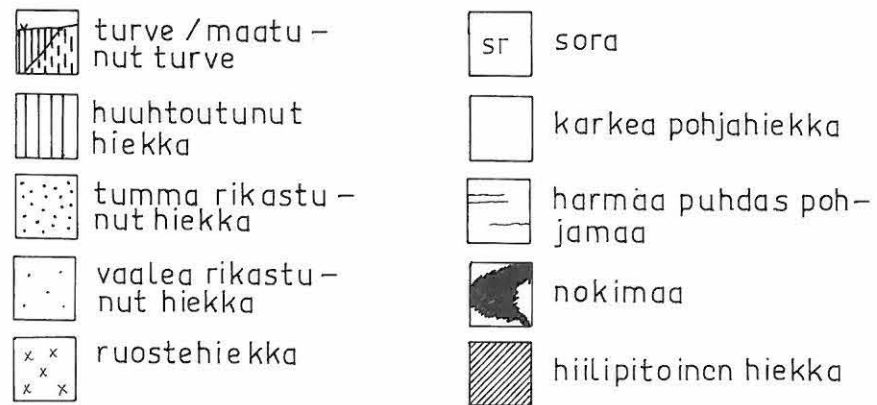 turve / maatu-
nut turve
huuhtoutunut
hiekka
tumma rikastu-
nut hiekka
vaalea rikastu-
nut hiekka
ruostehiekka
sr sora
karkea pohjahiekka
harmaa puhdas poh-
jamaa
nokimaa
hiilipitoinen hiekka